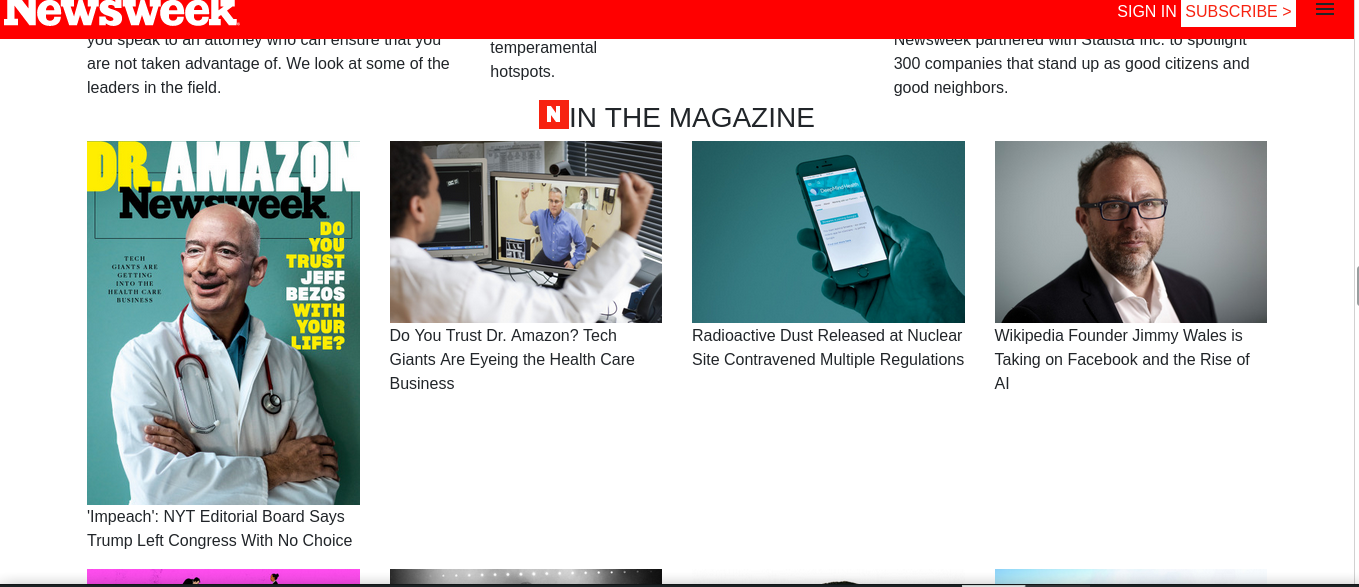 Newsweek
SIGN IN SUBSCRIBE >
you speak to an attorney who can ensure that you
are not taken advantage of. We look at some of the
leaders in the field.
temperamental
hotspots.
Newsweek partnered with Statista Inc. to spotlight
300 companies that stand up as good citizens and
good neighbors.
N IN THE MAGAZINE
DR. AMAZON
Newsweek
TECH
GIANTS ARE
GETTING
INTO THE
HEALTH CARE
BUSINESS
DO
YOU
TRUST
JEFF
BEZOS
WITH
YOUR
LIFE?
'Impeach': NYT Editorial Board Says
Trump Left Congress With No Choice
Do You Trust Dr. Amazon? Tech
Giants Are Eyeing the Health Care
Business
DeepMind Health
Radioactive Dust Released at Nuclear
Site Contravened Multiple Regulations
Wikipedia Founder Jimmy Wales is
Taking on Facebook and the Rise of
AI